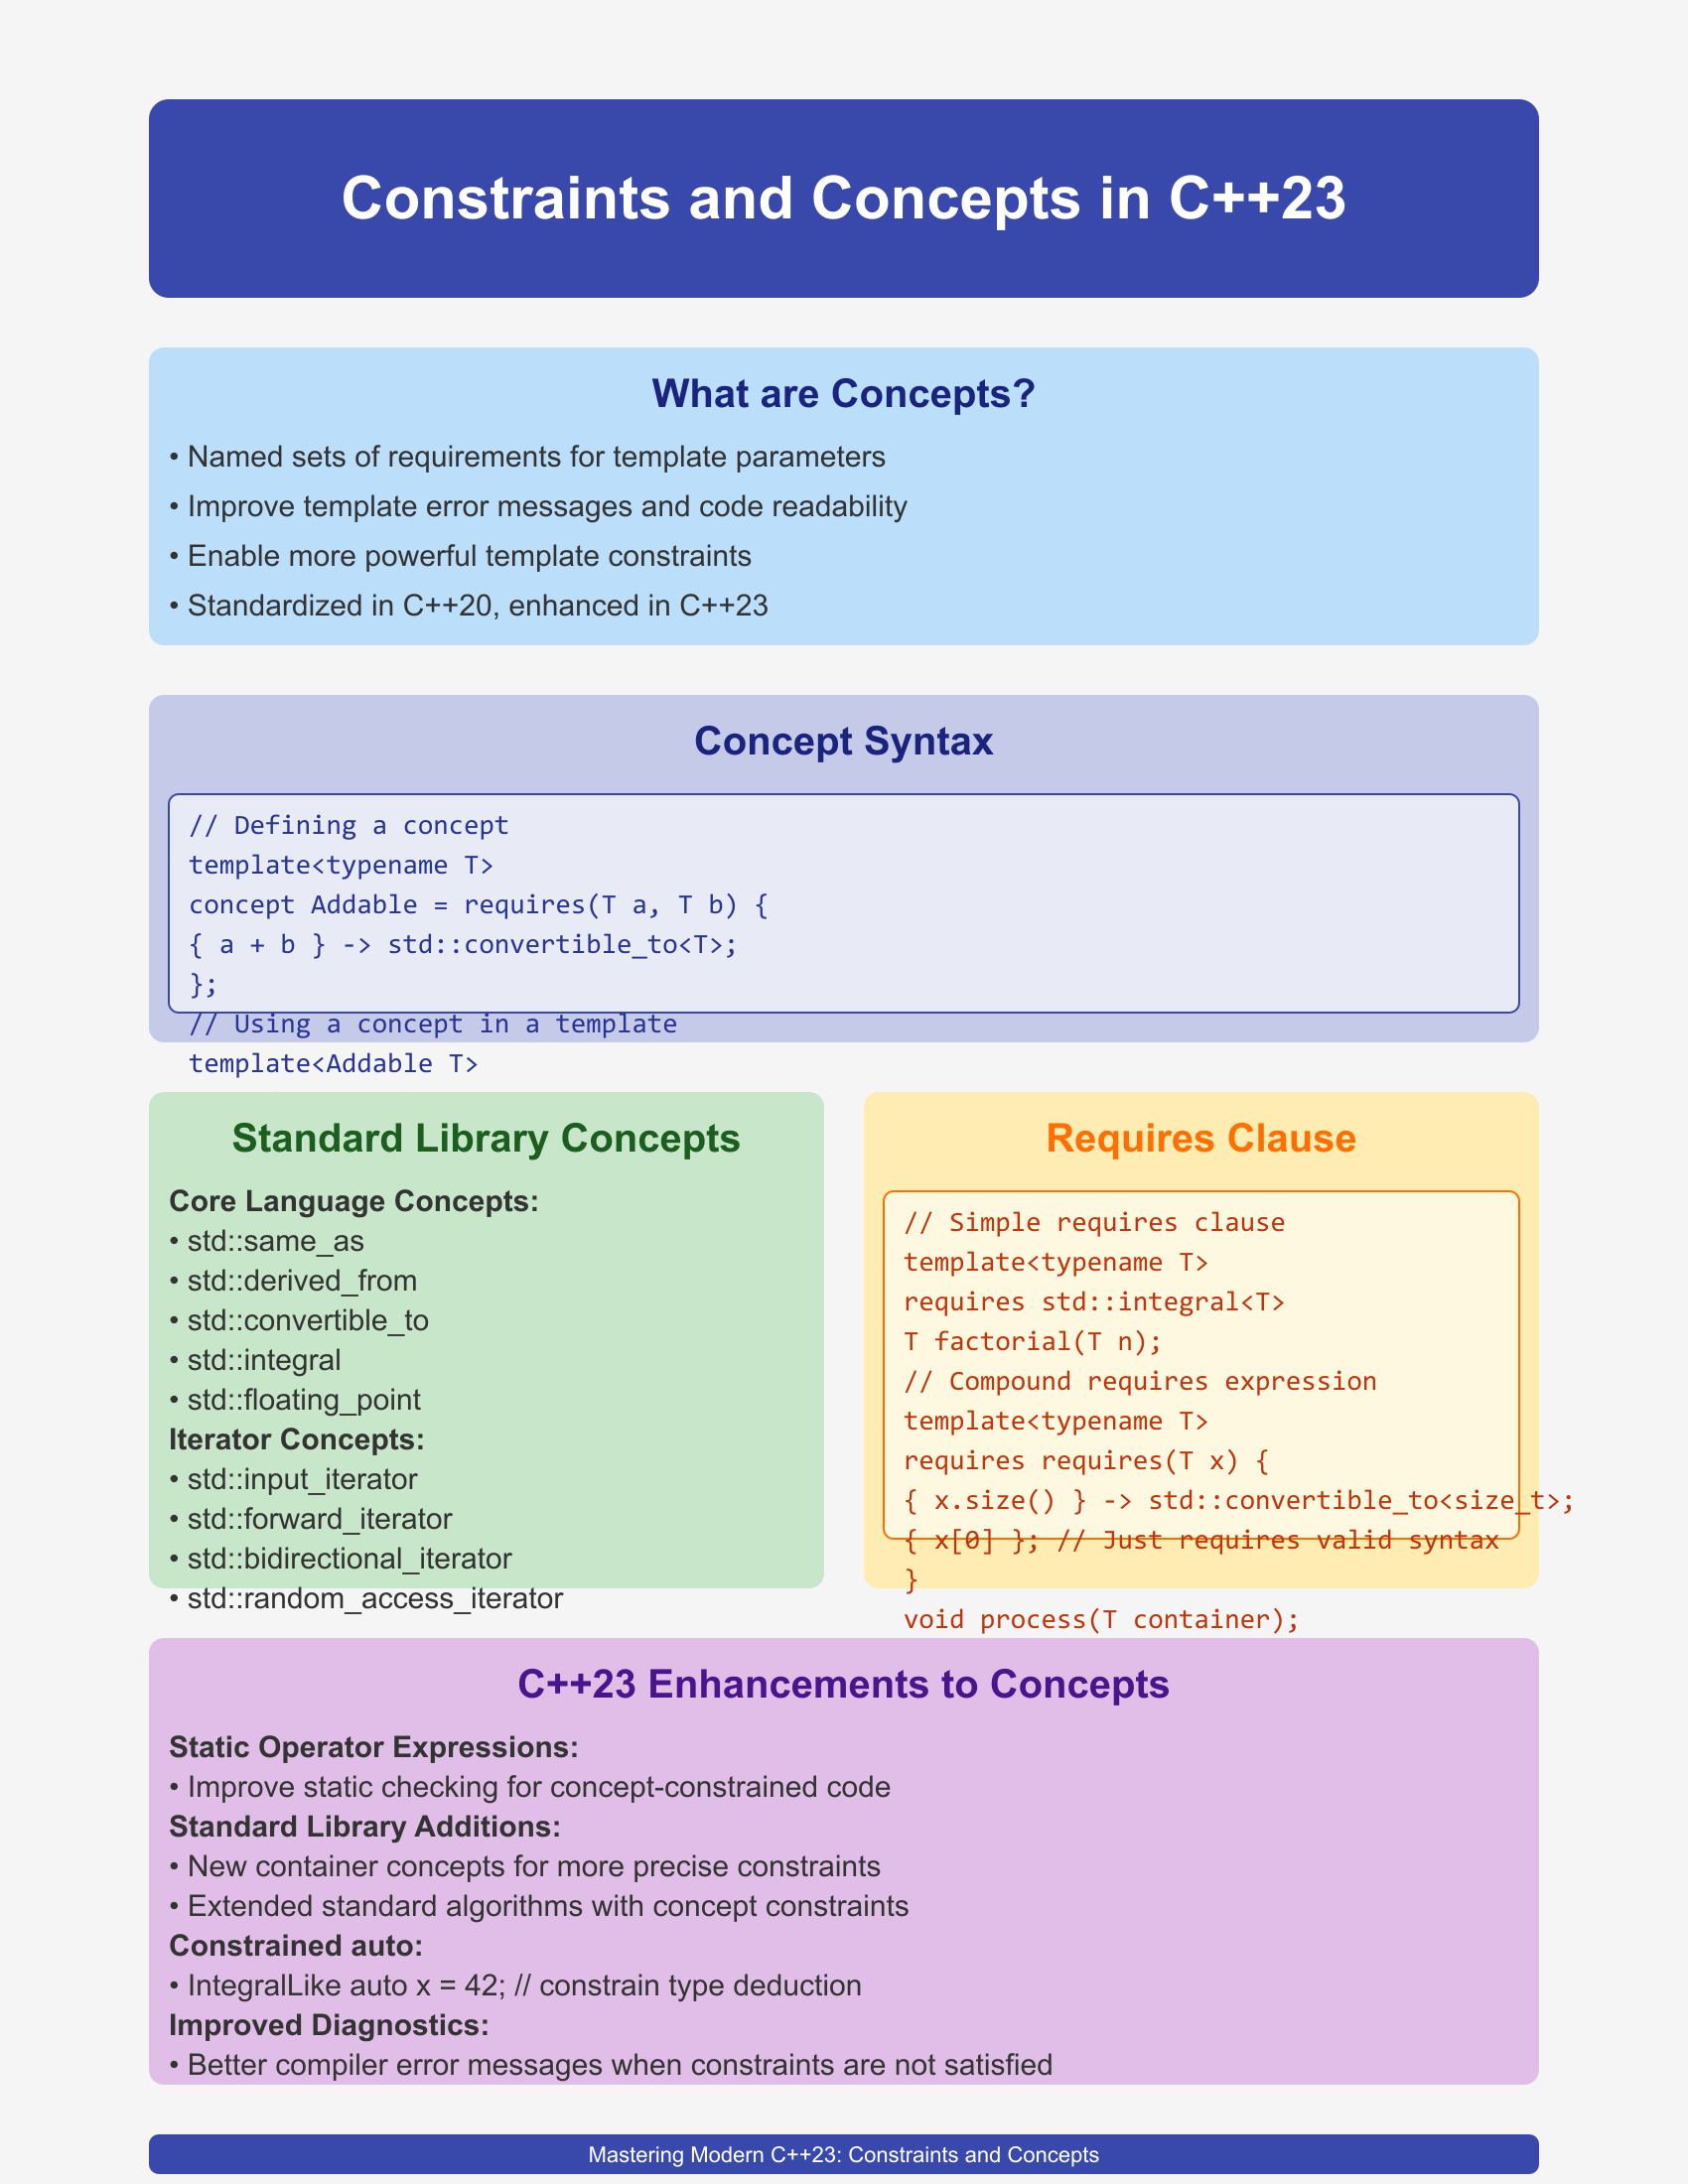 Constraints and Concepts in C++23
What are Concepts?
• Named sets of requirements for template parameters
• Improve template error messages and code readability
• Enable more powerful template constraints
• Standardized in C++20, enhanced in C++23
Concept Syntax
// Defining a concept
template<typename T>
concept Addable = requires(T a, T b) {
{ a + b } -> std::convertible_to<T>;
};
// Using a concept in a template
template<Addable T>
Standard Library Concepts
Core Language Concepts:
• std::same_as
• std::derived_from
• std::convertible_to
• std::integral
• std::floating_point
Iterator Concepts:
• std::input_iterator
• std::forward_iterator
• std::bidirectional_iterator
• std::random_access_iterator
Requires Clause
// Simple requires clause
template<typename T>
requires std::integral<T>
T factorial(T n);
// Compound requires expression
template<typename T>
requires requires(T x) {
{ x.size() } -> std::convertible_to<size_t>;
{ x[0] }; // Just requires valid syntax
}
void process(T container);
C++23 Enhancements to Concepts
Static Operator Expressions:
• Improve static checking for concept-constrained code
Standard Library Additions:
• New container concepts for more precise constraints
• Extended standard algorithms with concept constraints
Constrained auto:
• IntegralLike auto x = 42; // constrain type deduction
Improved Diagnostics:
• Better compiler error messages when constraints are not satisfied
Mastering Modern C++23: Constraints and Concepts